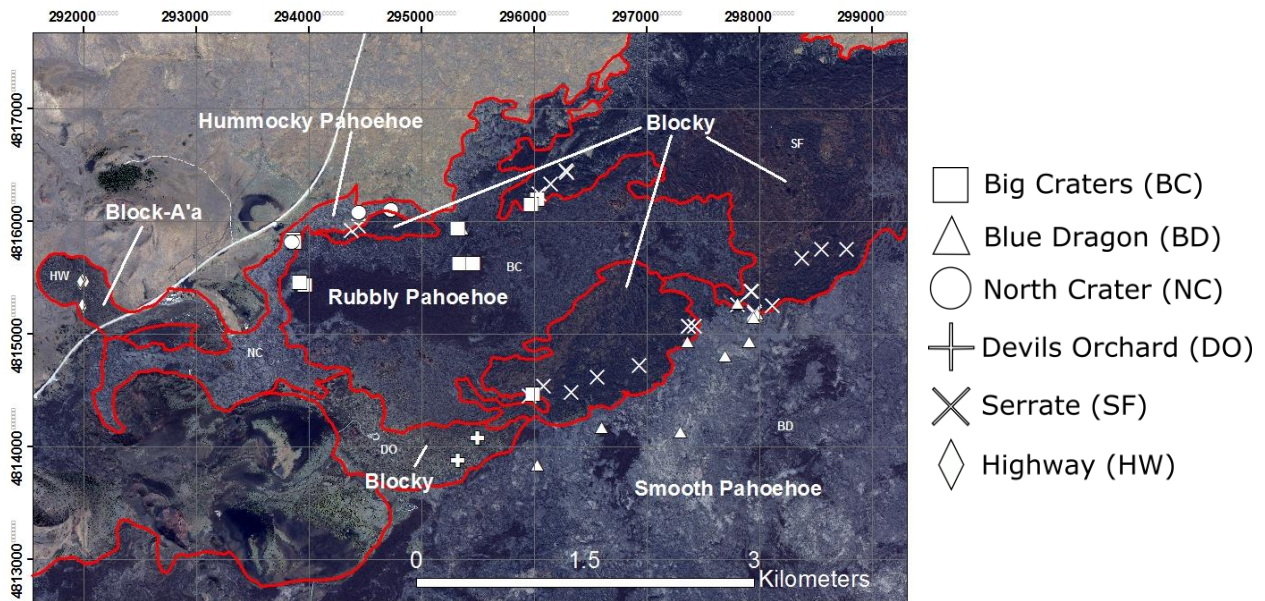 292000 293000 294000 295000 296000 297000 298000 299000
4817000
4816000
4815000
4814000
4813000
Hummocky Pahoehoe
Blocky
SF
Block-A'a
HW
BC
Rubbly Pahoehoe
NC
BD
DO
Blocky
Smooth Pahoehoe
0 1.5 3
Kilometers
Big Craters (BC)
Blue Dragon (BD)
North Crater (NC)
Devils Orchard (DO)
Serrate (SF)
Highway (HW)